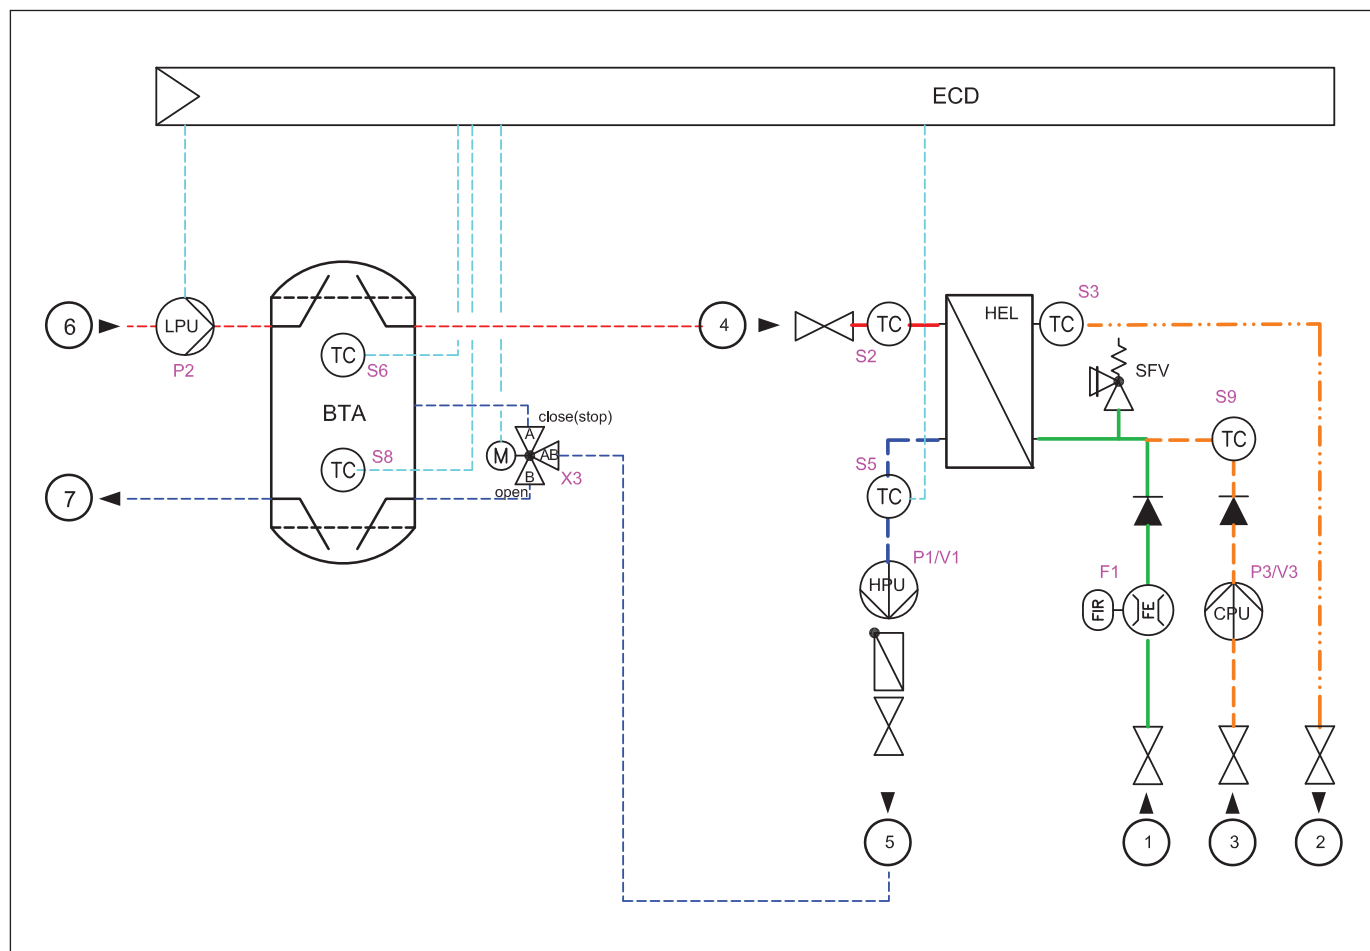 ECD
6
LPU
P2
TC
S6
BTA
TC
S8
close(stop)
A
M
AB
B
X3
open
7
4
TC
S2
HEL
S3
TC
SFV
S9
TC
S5
TC
P1/V1
HPU
F1
FIR
FE
P3/V3
CPU
5
1
3
2